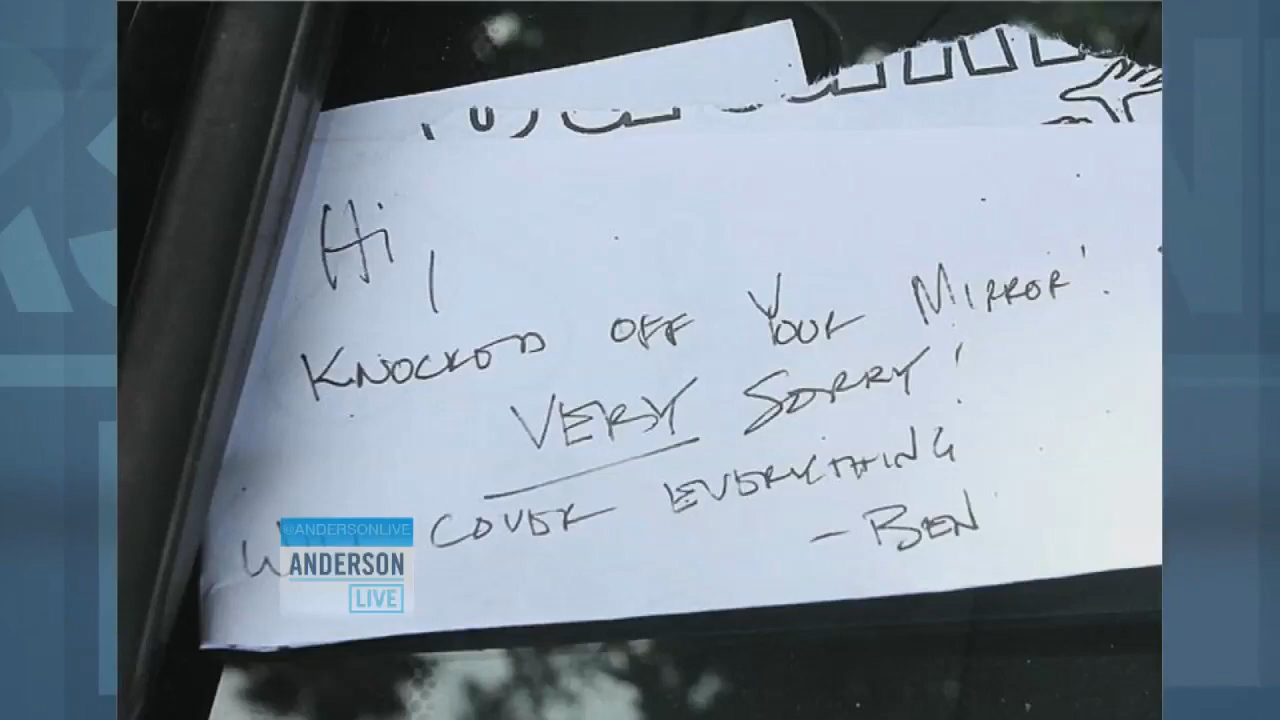 Hi,
KNOCKED OFF YOUR MIRROR!
VERY SORRY!
COVER EVERYTHING
- BEN
@ANDERSONLIVE
ANDERSON
LIVE